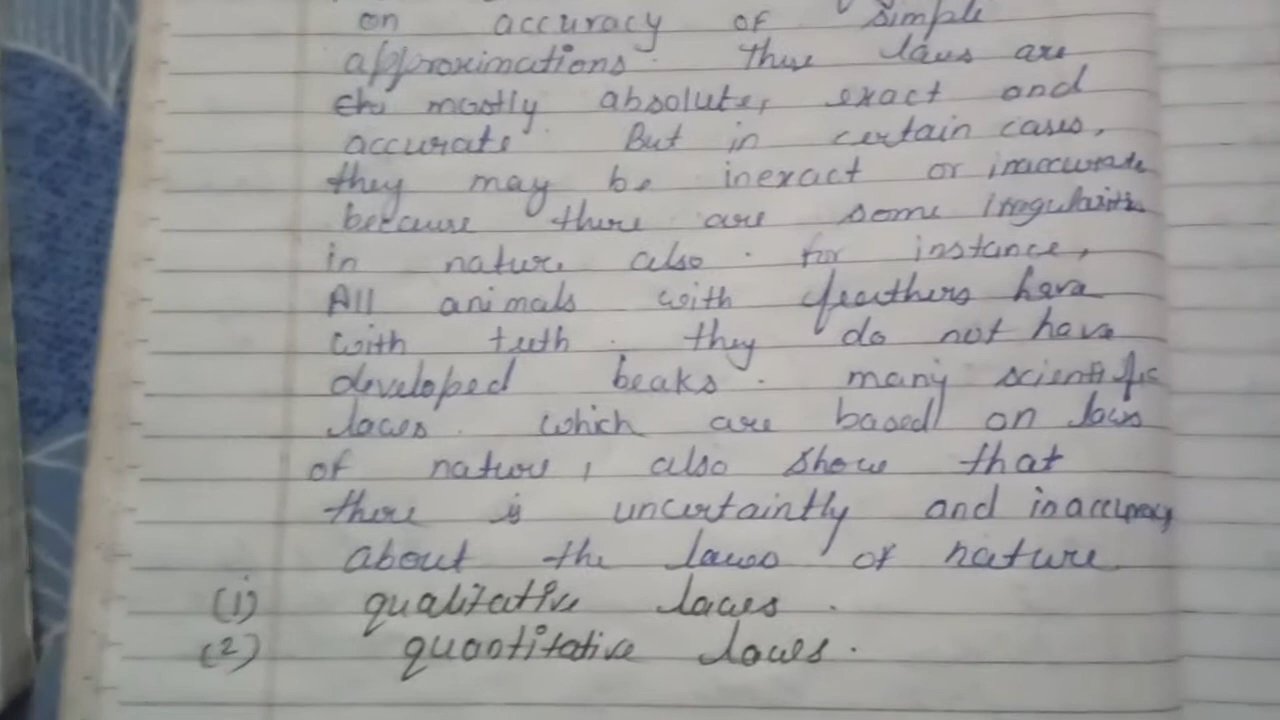 on accuracy of simple
approximations. These laws are
the mostly absolute, exact and
accurate. But in certain cases,
they may be inexact or inaccurate
because there are some irregularities
in nature also. for instance,
All animals with feathers have
with teeth. they do not have
developed beaks. many scientific
laws. which are based on laws
of nature, also show that
there is uncertaintly and inaccuracy
about the laws of nature.
(i) qualitative laws.
(2) quantitative laws.